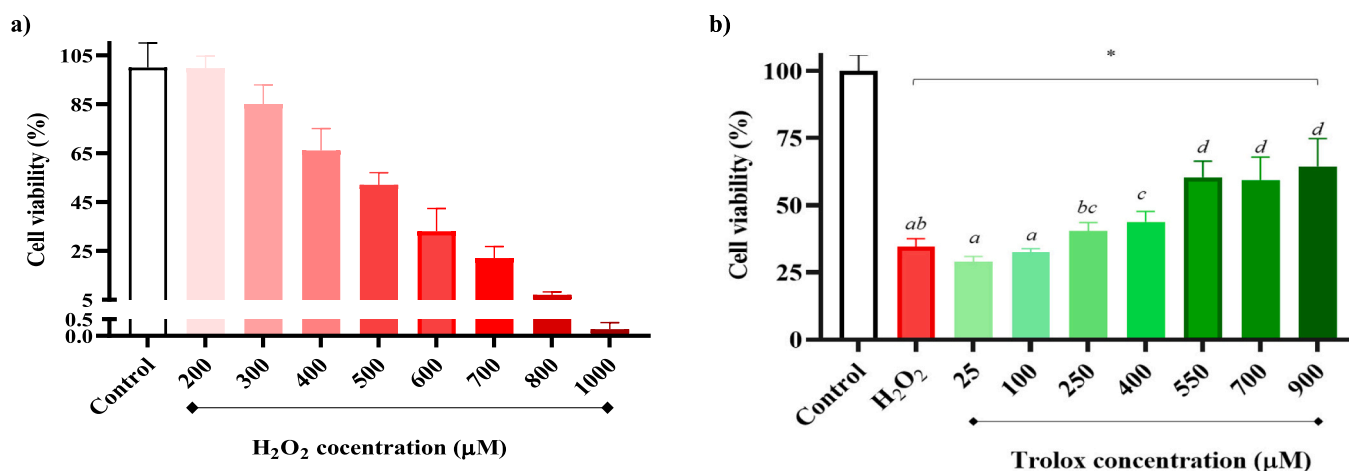 a)
Cell viability (%)
105
85
65
45
25
5
0.5
0.0
Control
200
300
400
500
600
700
800
1000
H₂O₂ cocentration (μM)
b)
Cell viability (%)
100
75
50
25
0
*
ab
a
a
bc
c
d
d
d
Control
H₂O₂
25
100
250
400
550
700
900
Trolox concentration (μM)